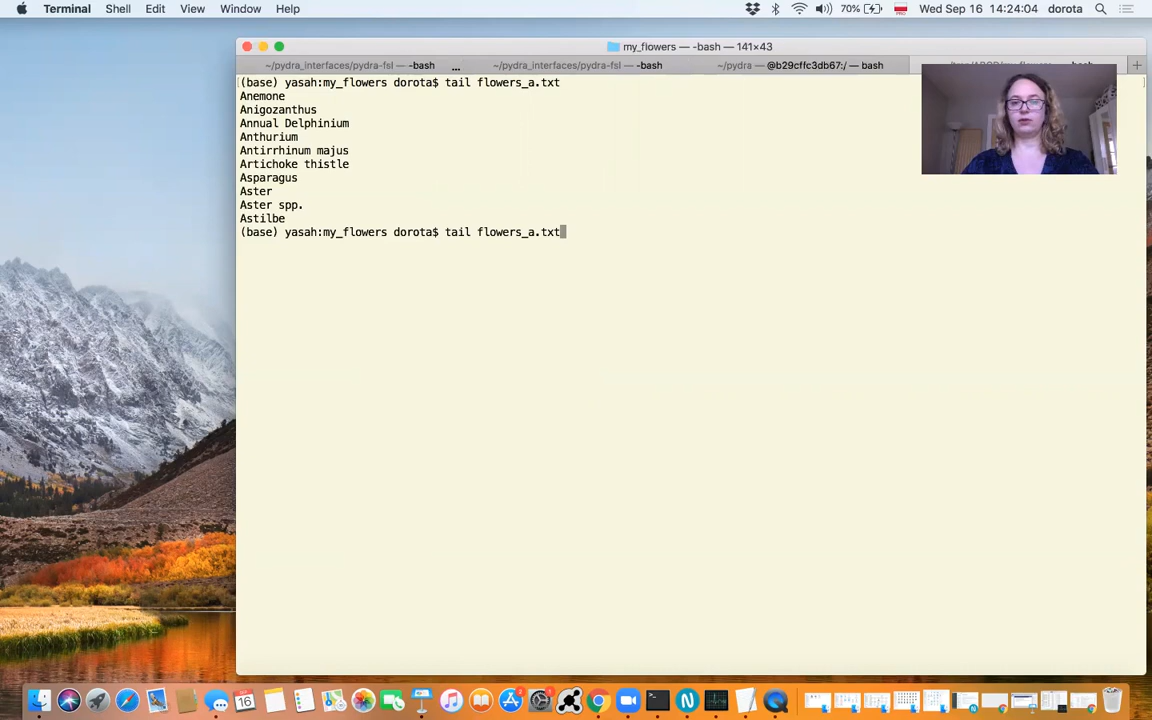 Terminal Shell Edit View Window Help 70% Wed Sep 16 14:24:04 dorota
my_flowers — -bash — 141×43
~/pydra_interfaces/pydra-fsl — -bash ... ~/pydra_interfaces/pydra-fsl — -bash ~/pydra — @b29cffc3db67:/ — bash
(base) yasah:my_flowers dorota$ tail flowers_a.txt
Anemone
Anigozanthus
Annual Delphinium
Anthurium
Antirrhinum majus
Artichoke thistle
Asparagus
Aster
Aster spp.
Astilbe
(base) yasah:my_flowers dorota$ tail flowers_a.txt